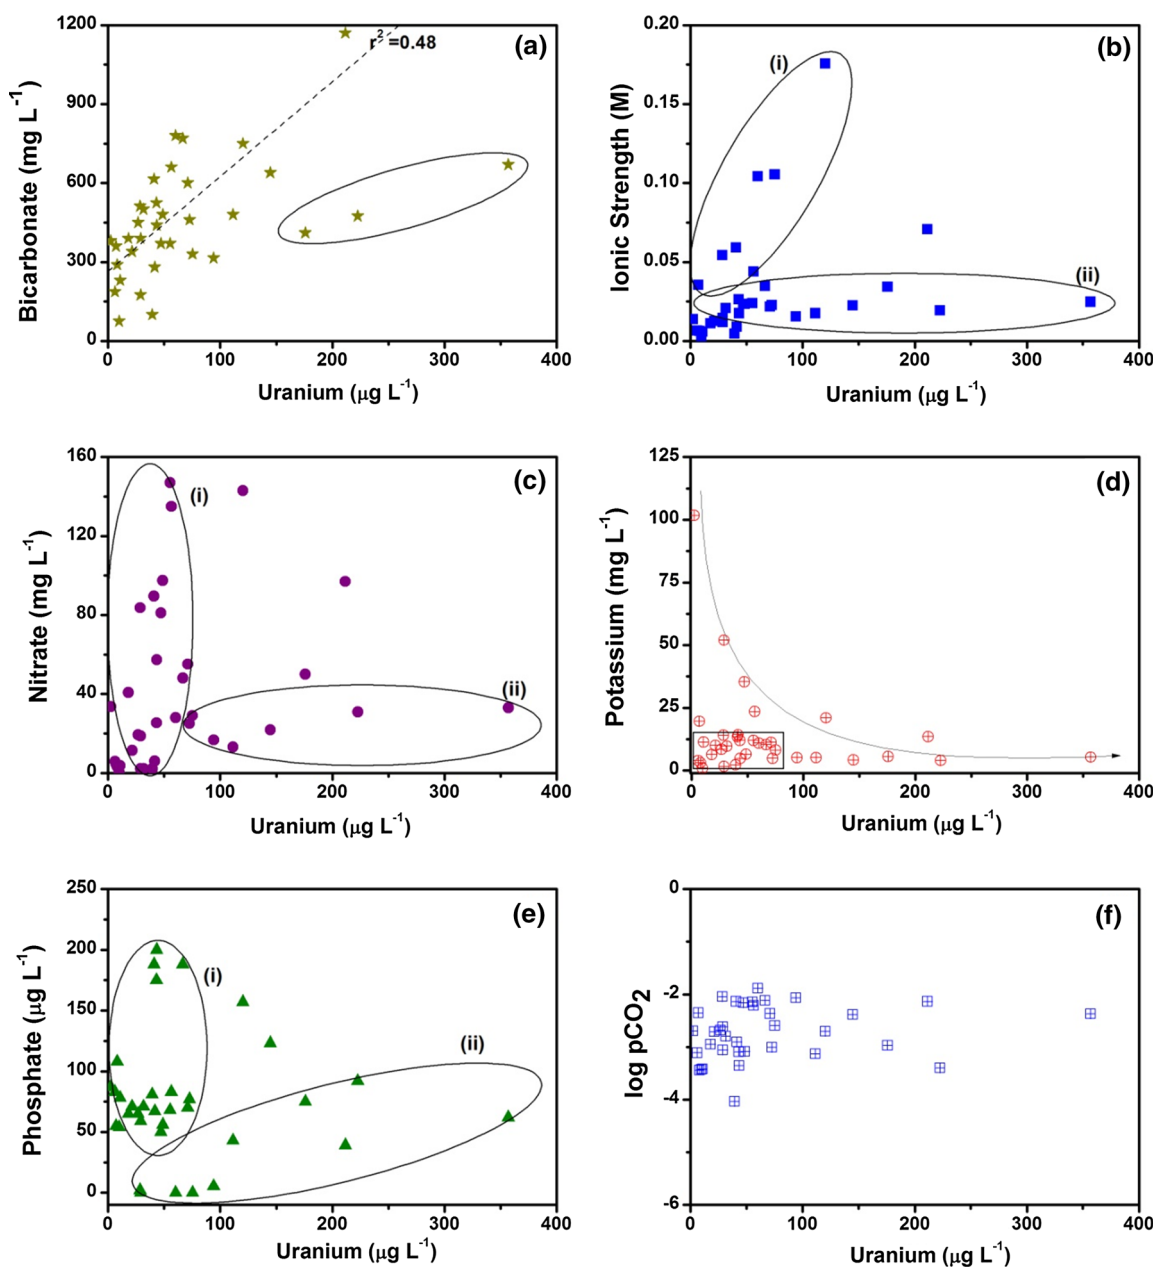 (a)
r2 =0.48
1200
900
600
300
0
0 100 200 300 400
Bicarbonate (mg L-1)
Uranium (μg L-1)
(b)
(i)
(ii)
0.20
0.15
0.10
0.05
0.00
0 100 200 300 400
Ionic Strength (M)
Uranium (μg L-1)
(c)
(i)
(ii)
160
120
80
40
0
0 100 200 300 400
Nitrate (mg L-1)
Uranium (μg L-1)
(d)
125
100
75
50
25
0
0 100 200 300 400
Potassium (mg L-1)
Uranium (μg L-1)
(e)
(i)
(ii)
250
200
150
100
50
0
0 100 200 300 400
Phosphate (μg L-1)
Uranium (μg L-1)
(f)
0
-2
-4
-6
0 100 200 300 400
log pCO2
Uranium (μg L-1)